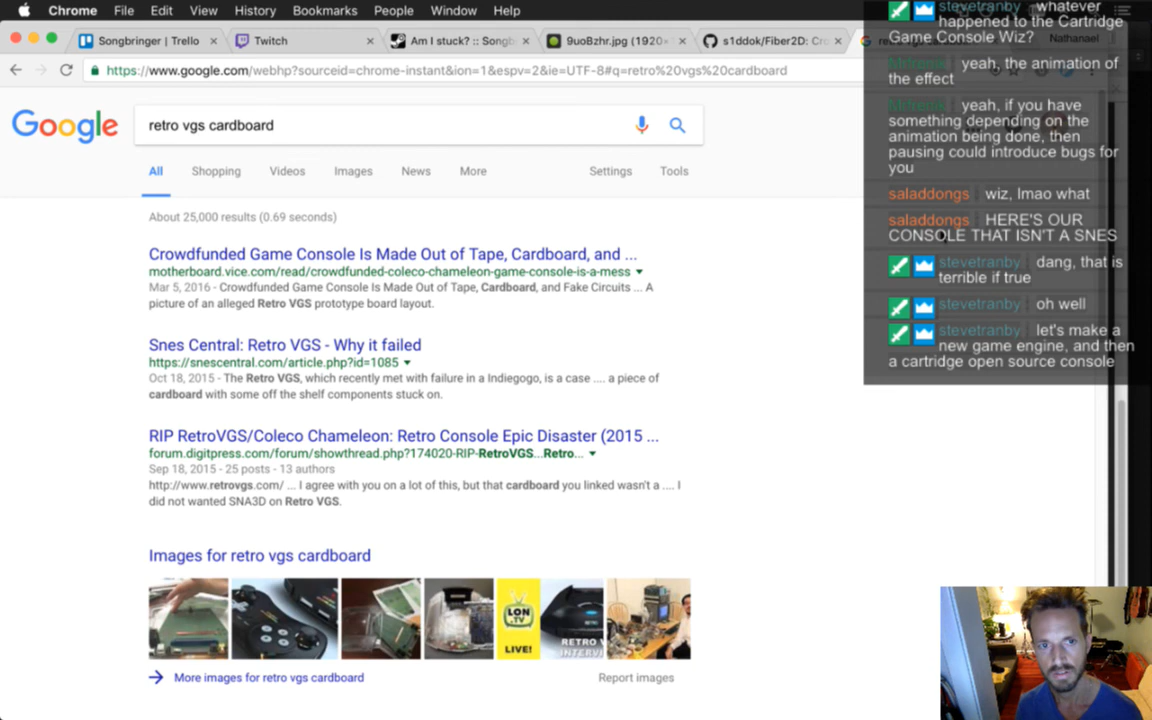 Chrome File Edit View History Bookmarks People Window Help
Songbringer | Trello × Twitch × Am I stuck? :: Songb × 9uoBzhr.jpg (1920× × s1ddok/Fiber2D: Cro ×
Nathanael
https://www.google.com/webhp?sourceid=chrome-instant&ion=1&espv=2&ie=UTF-8#q=retro%20vgs%20cardboard
Google
retro vgs cardboard
All Shopping Videos Images News More Settings Tools
About 25,000 results (0.69 seconds)
Crowdfunded Game Console Is Made Out of Tape, Cardboard, and ...
motherboard.vice.com/read/crowdfunded-coleco-chameleon-game-console-is-a-mess
Mar 5, 2016 - Crowdfunded Game Console Is Made Out of Tape, Cardboard, and Fake Circuits ... A
picture of an alleged Retro VGS prototype board layout.
Snes Central: Retro VGS - Why it failed
https://snescentral.com/article.php?id=1085
Oct 18, 2015 - The Retro VGS, which recently met with failure in a Indiegogo, is a case .... a piece of
cardboard with some off the shelf components stuck on.
RIP RetroVGS/Coleco Chameleon: Retro Console Epic Disaster (2015 ...
forum.digitpress.com/forum/showthread.php?174020-RIP-RetroVGS...Retro...
Sep 18, 2015 - 25 posts - 13 authors
http://www.retrovgs.com/ ... I agree with you on a lot of this, but that cardboard you linked wasn't a .... I
did not wanted SNA3D on Retro VGS.
Images for retro vgs cardboard
LON.TV
LIVE!
RETRO V
INTERVI
More images for retro vgs cardboard
Report images
stevetranby whatever
happened to the Cartridge
Game Console Wiz?
yeah, the animation of
the effect
yeah, if you have
something depending on the
animation being done, then
pausing could introduce bugs for
you
saladdongs wiz, lmao what
saladdongs HERE'S OUR
CONSOLE THAT ISN'T A SNES
stevetranby dang, that is
terrible if true
stevetranby oh well
stevetranby let's make a
new game engine, and then
a cartridge open source console